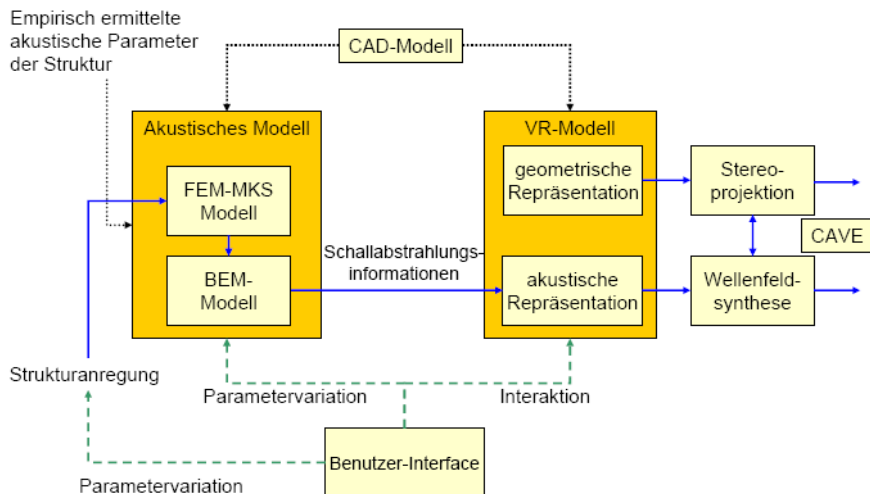 Empirisch ermittelte
akustische Parameter
der Struktur
CAD-Modell
Akustisches Modell
VR-Modell
FEM-MKS
Modell
geometrische
Repräsentation
Stereo-
projektion
CAVE
Schallabstrahlungs-
informationen
BEM-
Modell
akustische
Repräsentation
Wellenfeld-
synthese
Strukturanregung
Parametervariation
Interaktion
Benutzer-Interface
Parametervariation